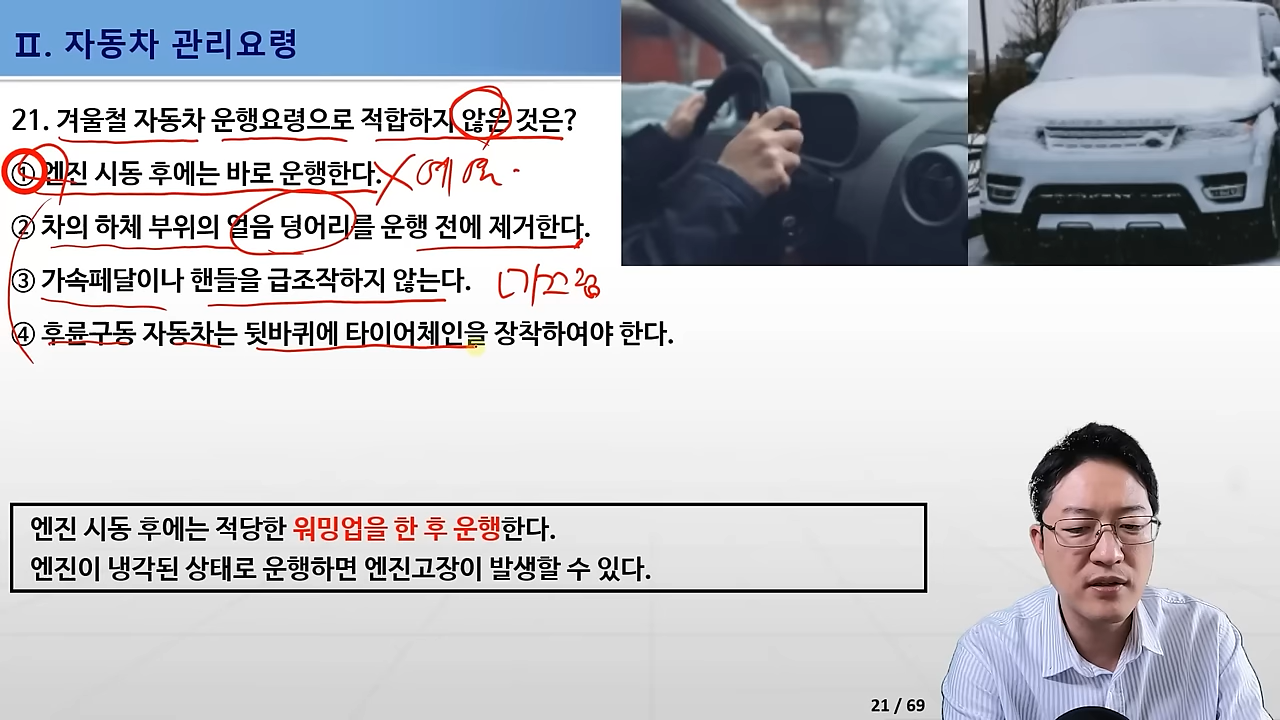 Ⅱ. 자동차 관리요령
21. 겨울철 자동차 운행요령으로 적합하지 않은 것은?
① 엔진 시동 후에는 바로 운행한다. X 예열
② 차의 하체 부위의 얼음 덩어리를 운행 전에 제거한다.
③ 가속페달이나 핸들을 급조작하지 않는다.
④ 후륜구동 자동차는 뒷바퀴에 타이어체인을 장착하여야 한다.
엔진 시동 후에는 적당한 워밍업을 한 후 운행한다.
엔진이 냉각된 상태로 운행하면 엔진고장이 발생할 수 있다.
21 / 69